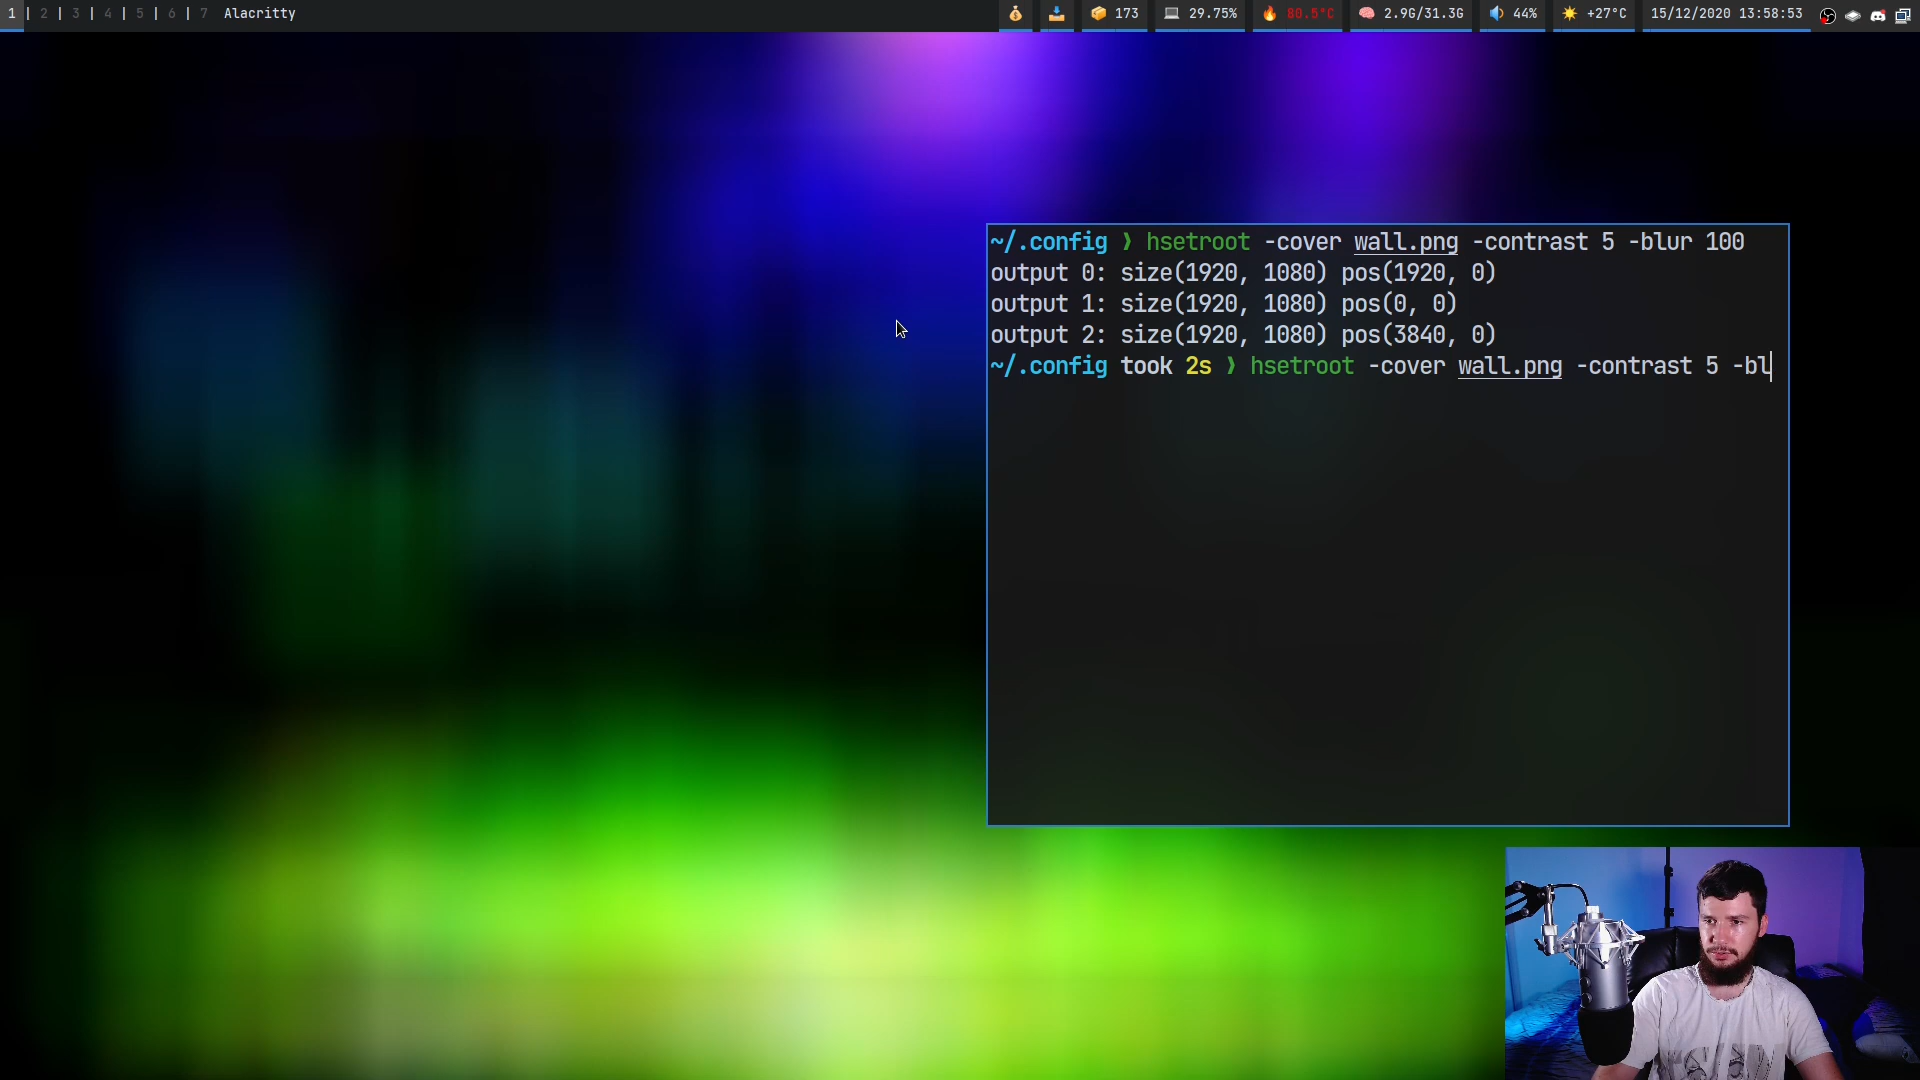 1 | 2 | 3 | 4 | 5 | 6 | 7 Alacritty 173 29.75% 80.5°C 2.9G/31.3G 44% +27°C 15/12/2020 13:58:53
~/.config ❯ hsetroot -cover wall.png -contrast 5 -blur 100
output 0: size(1920, 1080) pos(1920, 0)
output 1: size(1920, 1080) pos(0, 0)
output 2: size(1920, 1080) pos(3840, 0)
~/.config took 2s ❯ hsetroot -cover wall.png -contrast 5 -bl